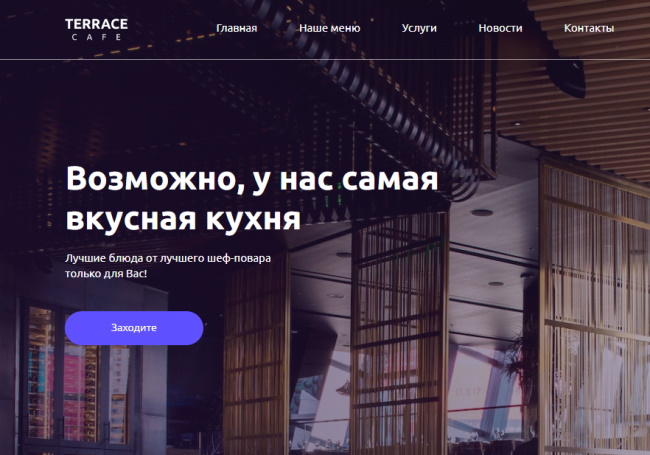 TERRACE
CAFE
Главная Наше меню Услуги Новости Контакты
Возможно, у нас самая
вкусная кухня
Лучшие блюда от лучшего шеф-повара
только для Вас!
Заходите